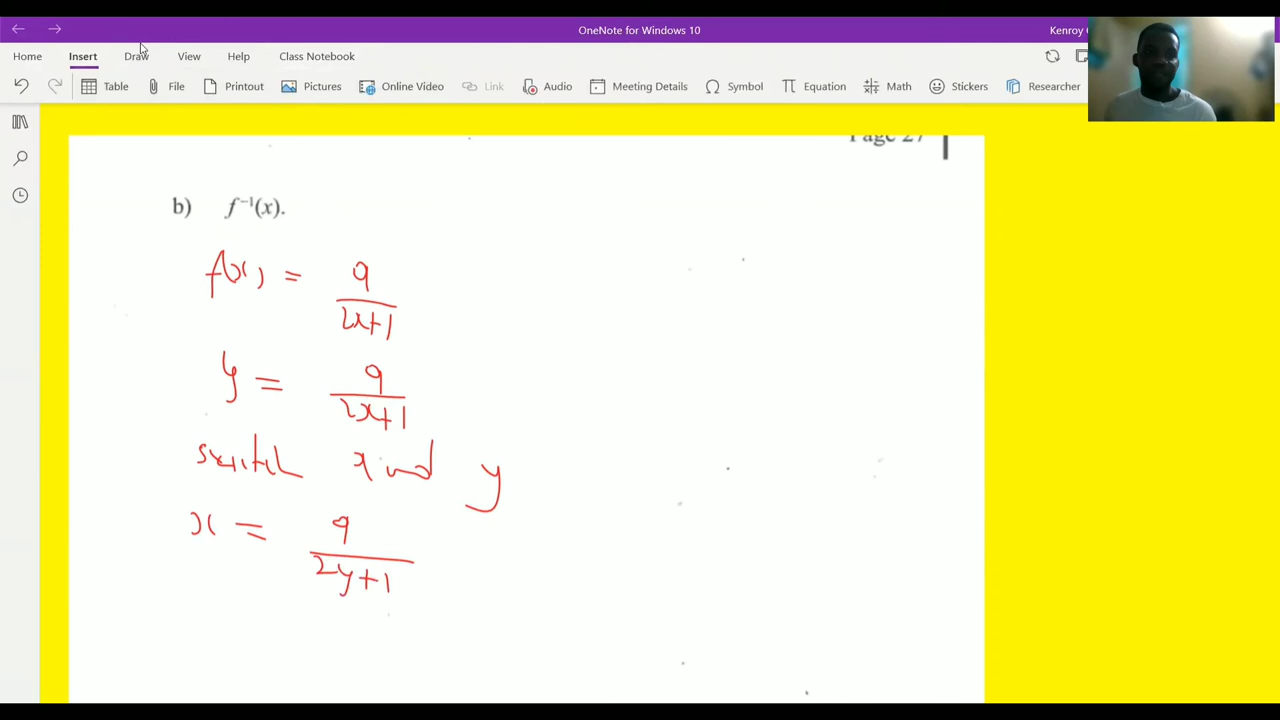 OneNote for Windows 10
Kenroy
Home Insert Draw View Help Class Notebook
Table File Printout Pictures Online Video Link Audio Meeting Details Symbol Equation Math Stickers Researcher
Page 27
b) f⁻¹(x).
f(x) = 9/(2x+1)
y = 9/(2x+1)
switch x and y
x = 9/(2y+1)